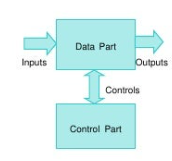 Data Part
Inputs
Outputs
Controls
Control Part